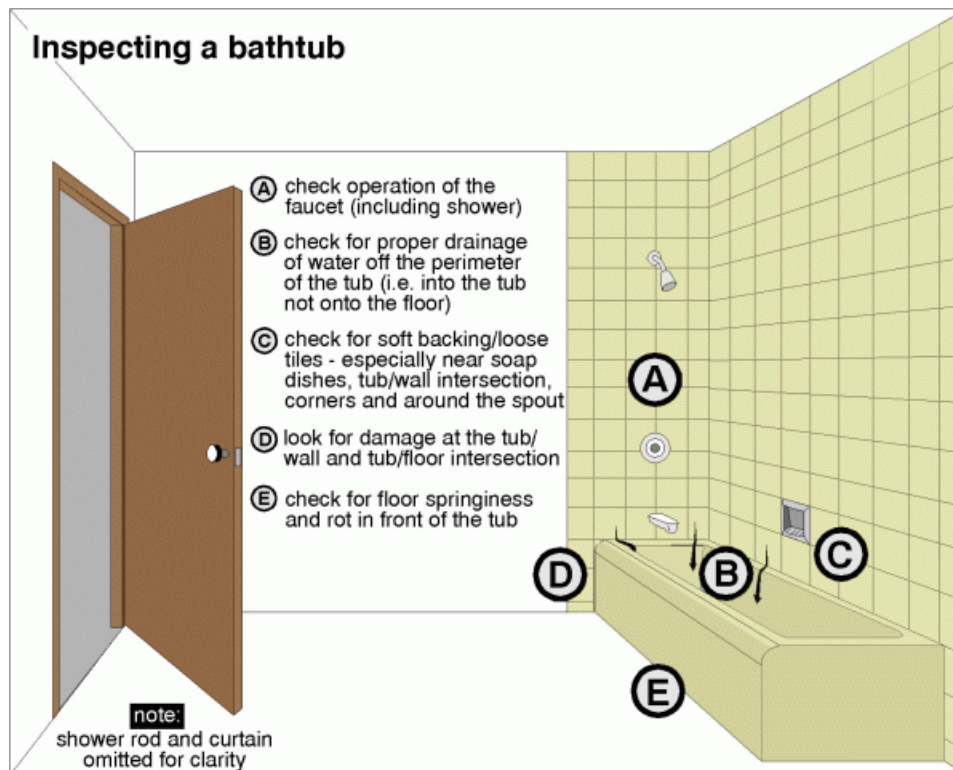 Inspecting a bathtub
A check operation of the
faucet (including shower)
B check for proper drainage
of water off the perimeter
of the tub (i.e. into the tub
not onto the floor)
C check for soft backing/loose
tiles - especially near soap
dishes, tub/wall intersection,
corners and around the spout
D look for damage at the tub/
wall and tub/floor intersection
E check for floor springiness
and rot in front of the tub
A
B
C
D
E
note:
shower rod and curtain
omitted for clarity